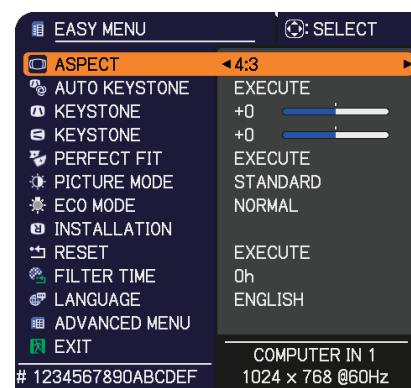 EASY MENU : SELECT
ASPECT 4:3
AUTO KEYSTONE EXECUTE
KEYSTONE +0
KEYSTONE +0
PERFECT FIT EXECUTE
PICTURE MODE STANDARD
ECO MODE NORMAL
INSTALLATION
RESET EXECUTE
FILTER TIME 0h
LANGUAGE ENGLISH
ADVANCED MENU
EXIT
COMPUTER IN 1
# 1234567890ABCDEF 1024 × 768 @60Hz